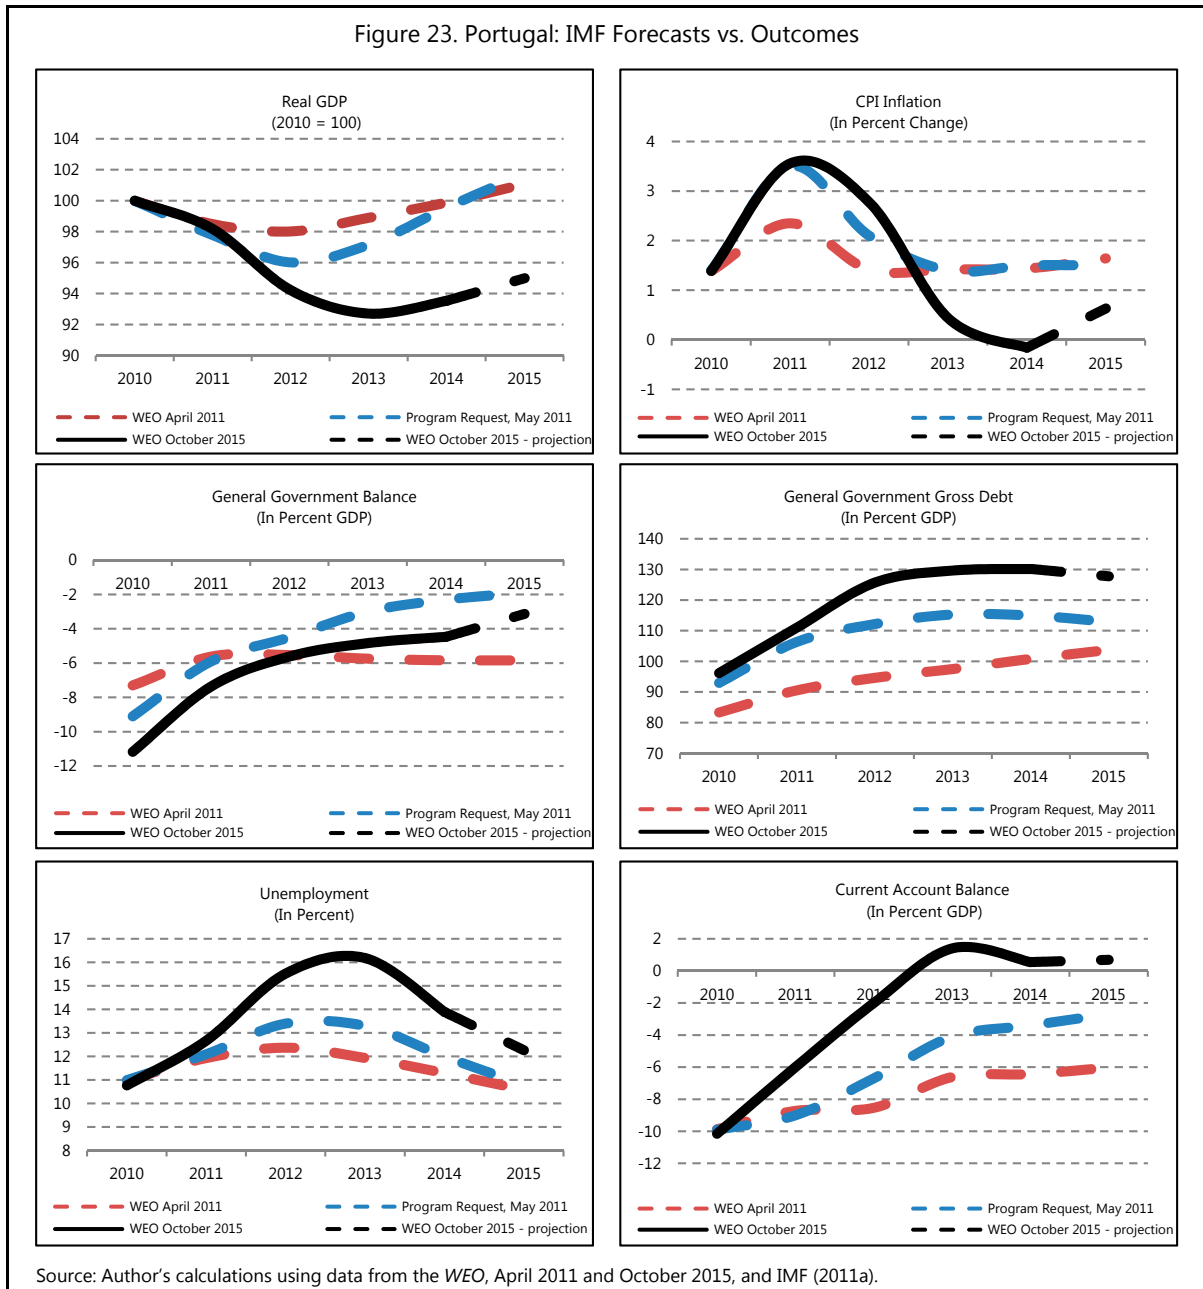 Figure 23. Portugal: IMF Forecasts vs. Outcomes
Real GDP
(2010 = 100)
104
102
100
98
96
94
92
90
2010 2011 2012 2013 2014 2015
WEO April 2011 Program Request, May 2011
WEO October 2015 WEO October 2015 - projection
CPI Inflation
(In Percent Change)
4
3
2
1
0
-1
2010 2011 2012 2013 2014 2015
WEO April 2011 Program Request, May 2011
WEO October 2015 WEO October 2015 - projection
General Government Balance
(In Percent GDP)
0
-2
-4
-6
-8
-10
-12
2010 2011 2012 2013 2014 2015
WEO April 2011 Program Request, May 2011
WEO October 2015 WEO October 2015 - projection
General Government Gross Debt
(In Percent GDP)
140
130
120
110
100
90
80
70
2010 2011 2012 2013 2014 2015
WEO April 2011 Program Request, May 2011
WEO October 2015 WEO October 2015 - projection
Unemployment
(In Percent)
17
16
15
14
13
12
11
10
9
8
2010 2011 2012 2013 2014 2015
WEO April 2011 Program Request, May 2011
WEO October 2015 WEO October 2015 - projection
Current Account Balance
(In Percent GDP)
2
0
-2
-4
-6
-8
-10
-12
2010 2011 2012 2013 2014 2015
WEO April 2011 Program Request, May 2011
WEO October 2015 WEO October 2015 - projection
Source: Author's calculations using data from the WEO, April 2011 and October 2015, and IMF (2011a).